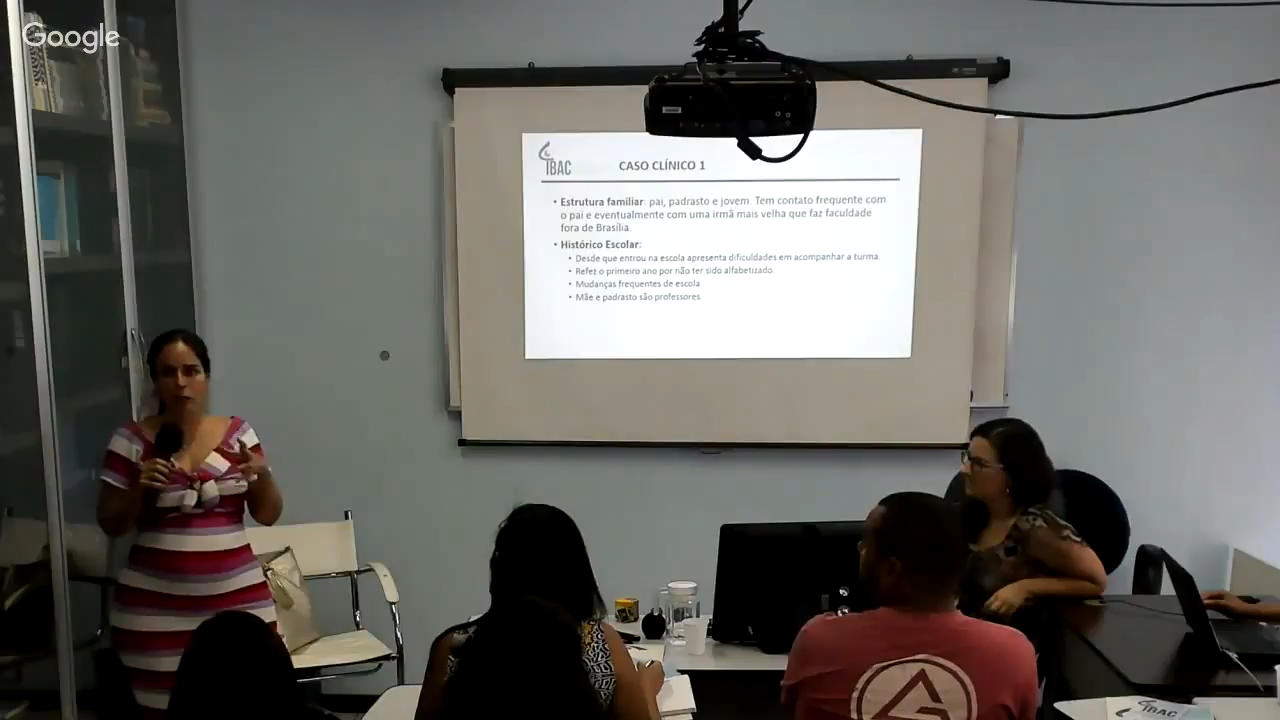 Google
IBAC
CASO CLÍNICO 1
• Estrutura familiar: pai, padrasto e jovem. Tem contato frequente com
o pai e eventualmente com uma irmã mais velha que faz faculdade
fora de Brasília.
• Histórico Escolar:
• Desde que entrou na escola apresenta dificuldades em acompanhar a turma.
• Refez o primeiro ano por não ter sido alfabetizado.
• Mudanças frequentes de escola
• Mãe e padrasto são professores.
IBAC